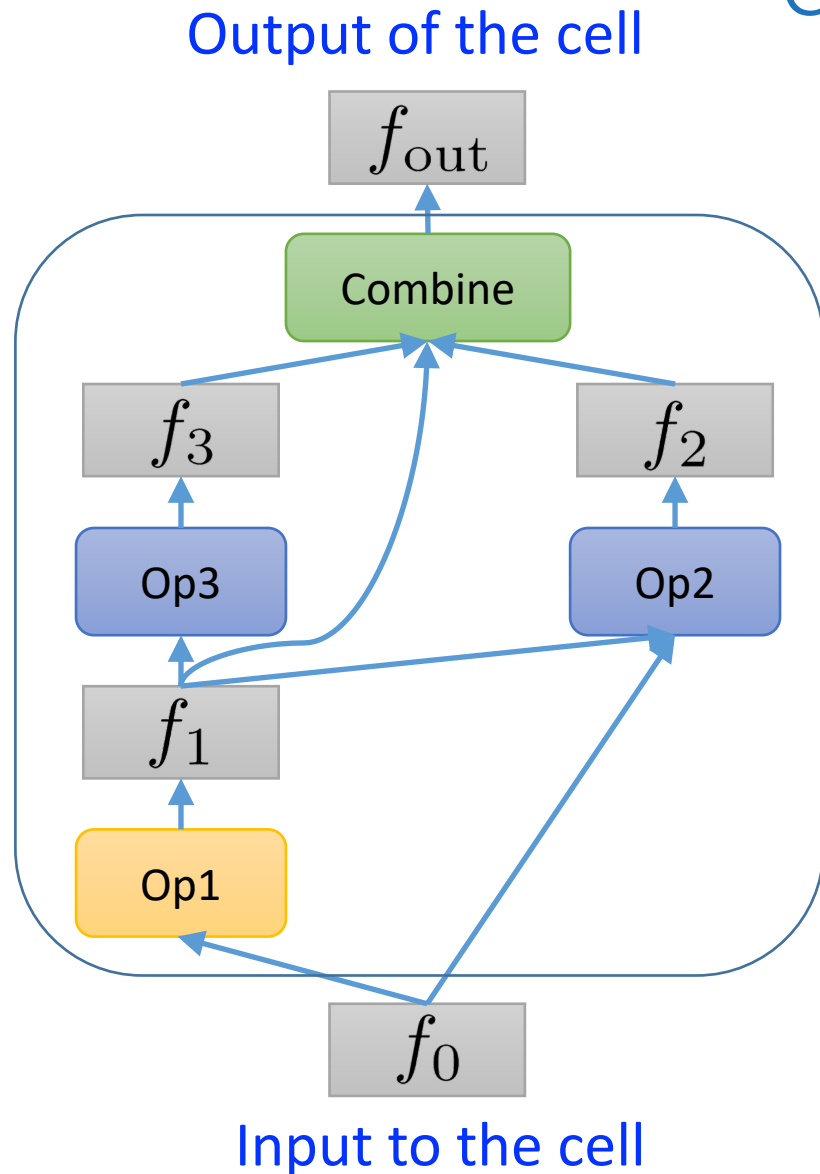 Output of the cell
f_out
Combine
f_3
f_2
Op3
Op2
f_1
Op1
f_0
Input to the cell